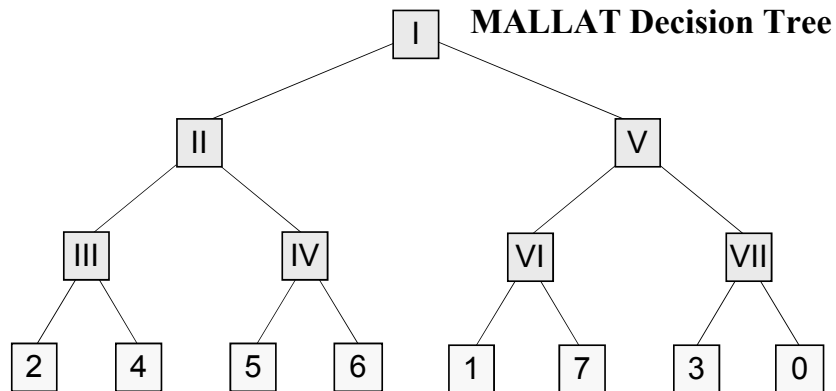 MALLAT Decision Tree
I
II V
III IV VI VII
2 4 5 6 1 7 3 0